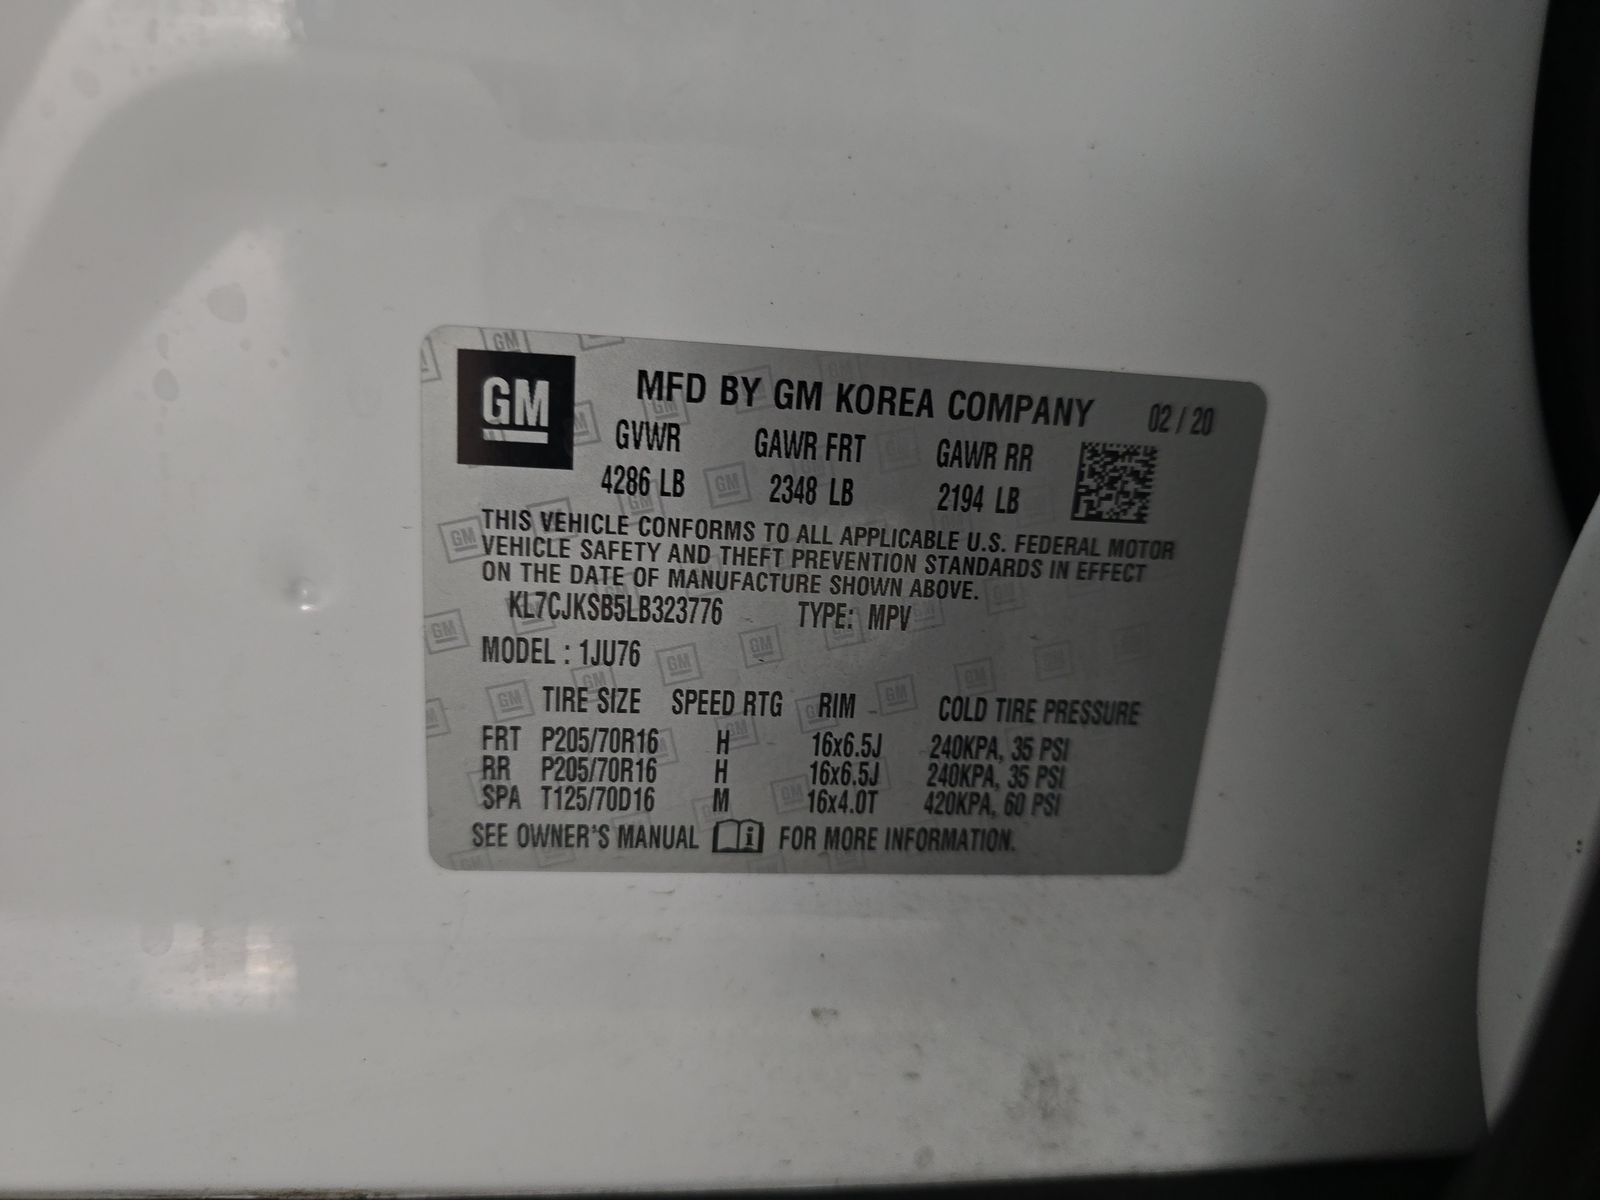 GM
MFD BY GM KOREA COMPANY 02 / 20
GVWR GAWR FRT GAWR RR
4286 LB 2348 LB 2194 LB
THIS VEHICLE CONFORMS TO ALL APPLICABLE U.S. FEDERAL MOTOR
VEHICLE SAFETY AND THEFT PREVENTION STANDARDS IN EFFECT
ON THE DATE OF MANUFACTURE SHOWN ABOVE.
KL7CJKSB5LB323776 TYPE: MPV
MODEL : 1JU76
TIRE SIZE SPEED RTG RIM COLD TIRE PRESSURE
FRT P205/70R16 H 16x6.5J 240KPA, 35 PSI
RR P205/70R16 H 16x6.5J 240KPA, 35 PSI
SPA T125/70D16 M 16x4.0T 420KPA, 60 PSI
SEE OWNER'S MANUAL i FOR MORE INFORMATION.